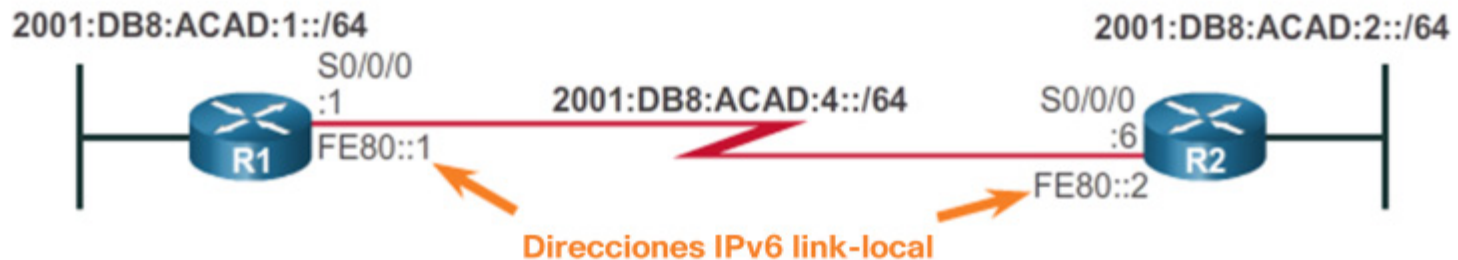 2001:DB8:ACAD:1::/64
2001:DB8:ACAD:2::/64
S0/0/0
:1
FE80::1
R1
2001:DB8:ACAD:4::/64
S0/0/0
:6
FE80::2
R2
Direcciones IPv6 link-local